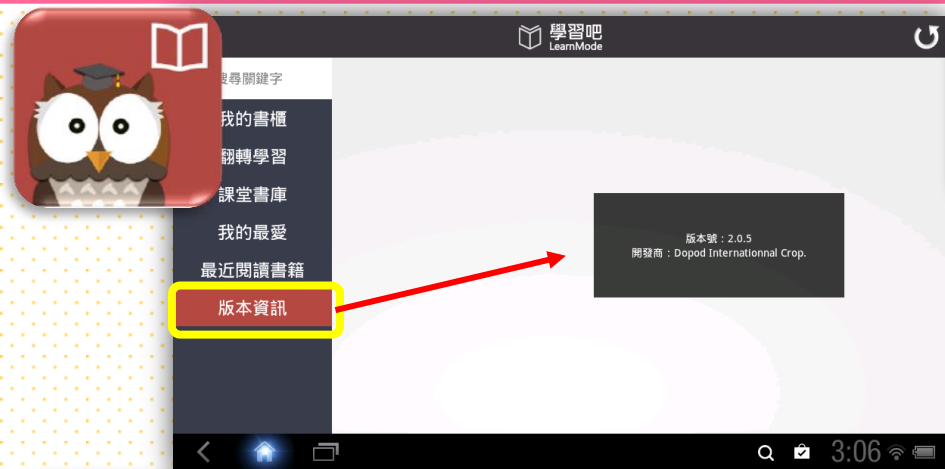 學習吧
LearnMode
尋關鍵字
我的書櫃
翻轉學習
課堂書庫
我的最愛
最近閱讀書籍
版本資訊
版本號：2.0.5
開發商：Dopod Internationnal Crop.
3:06